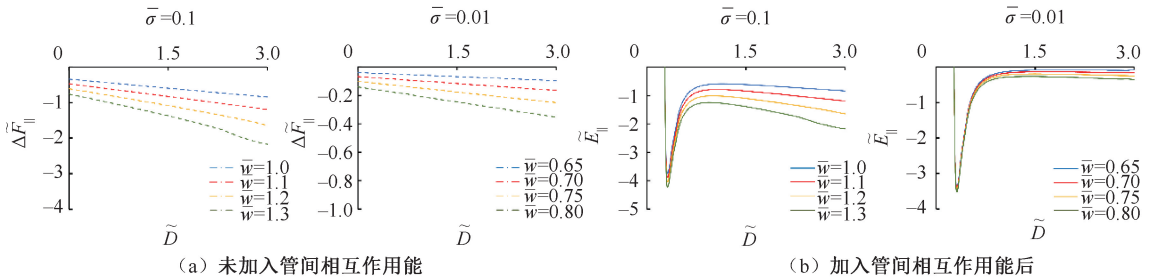 σ̅=0.1
0 1.5 3.0
−1
−2
−3
−4
ΔF̃∥
w̅=1.0
w̅=1.1
w̅=1.2
w̅=1.3
D̃
σ̅=0.01
0 1.5 3.0
−0.2
−0.4
−0.6
−0.8
−1.0
ΔF̃∥
w̅=0.65
w̅=0.70
w̅=0.75
w̅=0.80
D̃
(a) 未加入管间相互作用能
σ̅=0.1
0 1.5 3.0
−1
−2
−3
−4
−5
Ẽ∥
w̅=1.0
w̅=1.1
w̅=1.2
w̅=1.3
D̃
σ̅=0.01
0 1.5 3.0
−1
−2
−3
−4
Ẽ∥
w̅=0.65
w̅=0.70
w̅=0.75
w̅=0.80
D̃
(b) 加入管间相互作用能后